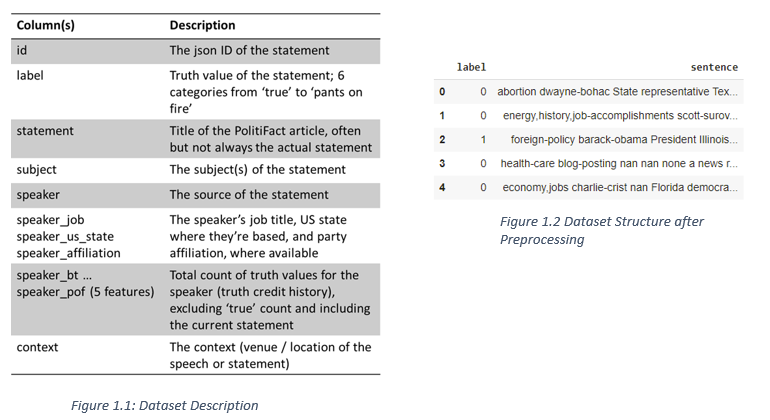 Column(s) Description
id The json ID of the statement
label Truth value of the statement; 6
categories from 'true' to 'pants on
fire'
statement Title of the PolitiFact article, often
but not always the actual statement
subject The subject(s) of the statement
speaker The source of the statement
speaker_job The speaker's job title, US state
speaker_us_state where they're based, and party
speaker_affiliation affiliation, where available
speaker_bt ... Total count of truth values for the
speaker_pof (5 features) speaker (truth credit history),
excluding 'true' count and including
the current statement
context The context (venue / location of the
speech or statement)
Figure 1.1: Dataset Description
label sentence
0 0 abortion dwayne-bohac State representative Tex...
1 0 energy,history,job-accomplishments scott-surov...
2 1 foreign-policy barack-obama President Illinois...
3 0 health-care blog-posting nan nan none a news r...
4 0 economy,jobs charlie-crist nan Florida democra...
Figure 1.2 Dataset Structure after
Preprocessing